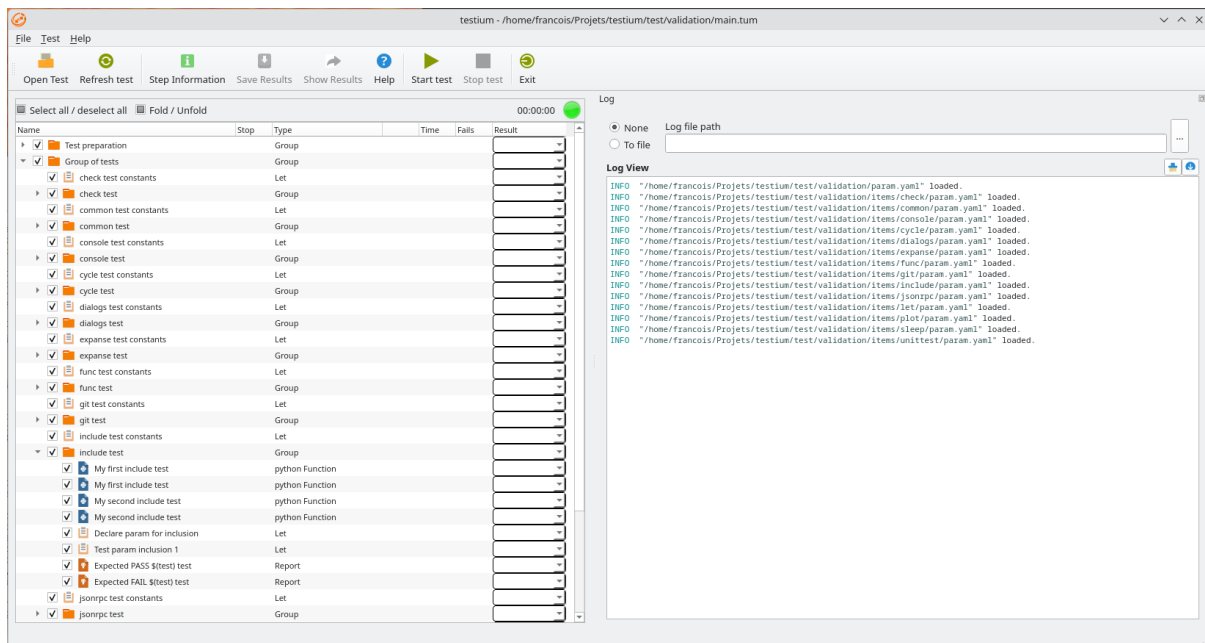 testium - /home/francois/Projets/testium/test/validation/main.tum
File Test Help
Open Test Refresh test Step Information Save Results Show Results Help Start test Stop test Exit
Select all / deselect all Fold / Unfold 00:00:00
Name Stop Type Time Fails Result
Test preparation Group
Group of tests Group
check test constants Let
check test Group
common test constants Let
common test Group
console test constants Let
console test Group
cycle test constants Let
cycle test Group
dialogs test constants Let
dialogs test Group
expanse test constants Let
expanse test Group
func test constants Let
func test Group
git test constants Let
git test Group
include test constants Let
include test Group
My first include test python Function
My first include test python Function
My second include test python Function
My second include test python Function
Declare param for inclusion Let
Test param inclusion 1 Let
Expected PASS $(test) test Report
Expected FAIL $(test) test Report
jsonrpc test constants Let
jsonrpc test Group
Log
None Log file path
To file ...
Log View
INFO "/home/francois/Projets/testium/test/validation/param.yaml" loaded.
INFO "/home/francois/Projets/testium/test/validation/items/check/param.yaml" loaded.
INFO "/home/francois/Projets/testium/test/validation/items/common/param.yaml" loaded.
INFO "/home/francois/Projets/testium/test/validation/items/console/param.yaml" loaded.
INFO "/home/francois/Projets/testium/test/validation/items/cycle/param.yaml" loaded.
INFO "/home/francois/Projets/testium/test/validation/items/dialogs/param.yaml" loaded.
INFO "/home/francois/Projets/testium/test/validation/items/expanse/param.yaml" loaded.
INFO "/home/francois/Projets/testium/test/validation/items/func/param.yaml" loaded.
INFO "/home/francois/Projets/testium/test/validation/items/git/param.yaml" loaded.
INFO "/home/francois/Projets/testium/test/validation/items/include/param.yaml" loaded.
INFO "/home/francois/Projets/testium/test/validation/items/jsonrpc/param.yaml" loaded.
INFO "/home/francois/Projets/testium/test/validation/items/let/param.yaml" loaded.
INFO "/home/francois/Projets/testium/test/validation/items/plot/param.yaml" loaded.
INFO "/home/francois/Projets/testium/test/validation/items/sleep/param.yaml" loaded.
INFO "/home/francois/Projets/testium/test/validation/items/unittest/param.yaml" loaded.